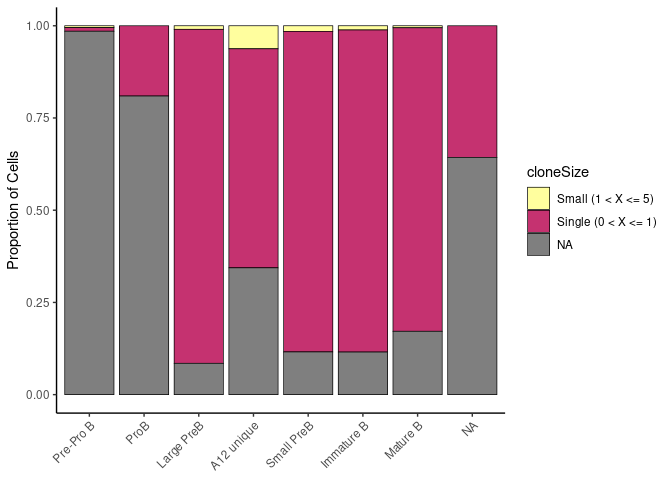 1.00
0.75
0.50
0.25
0.00
Proportion of Cells
Pre-Pro B
ProB
Large PreB
A12 unique
Small PreB
Immature B
Mature B
NA
cloneSize
Small (1 < X <= 5)
Single (0 < X <= 1)
NA